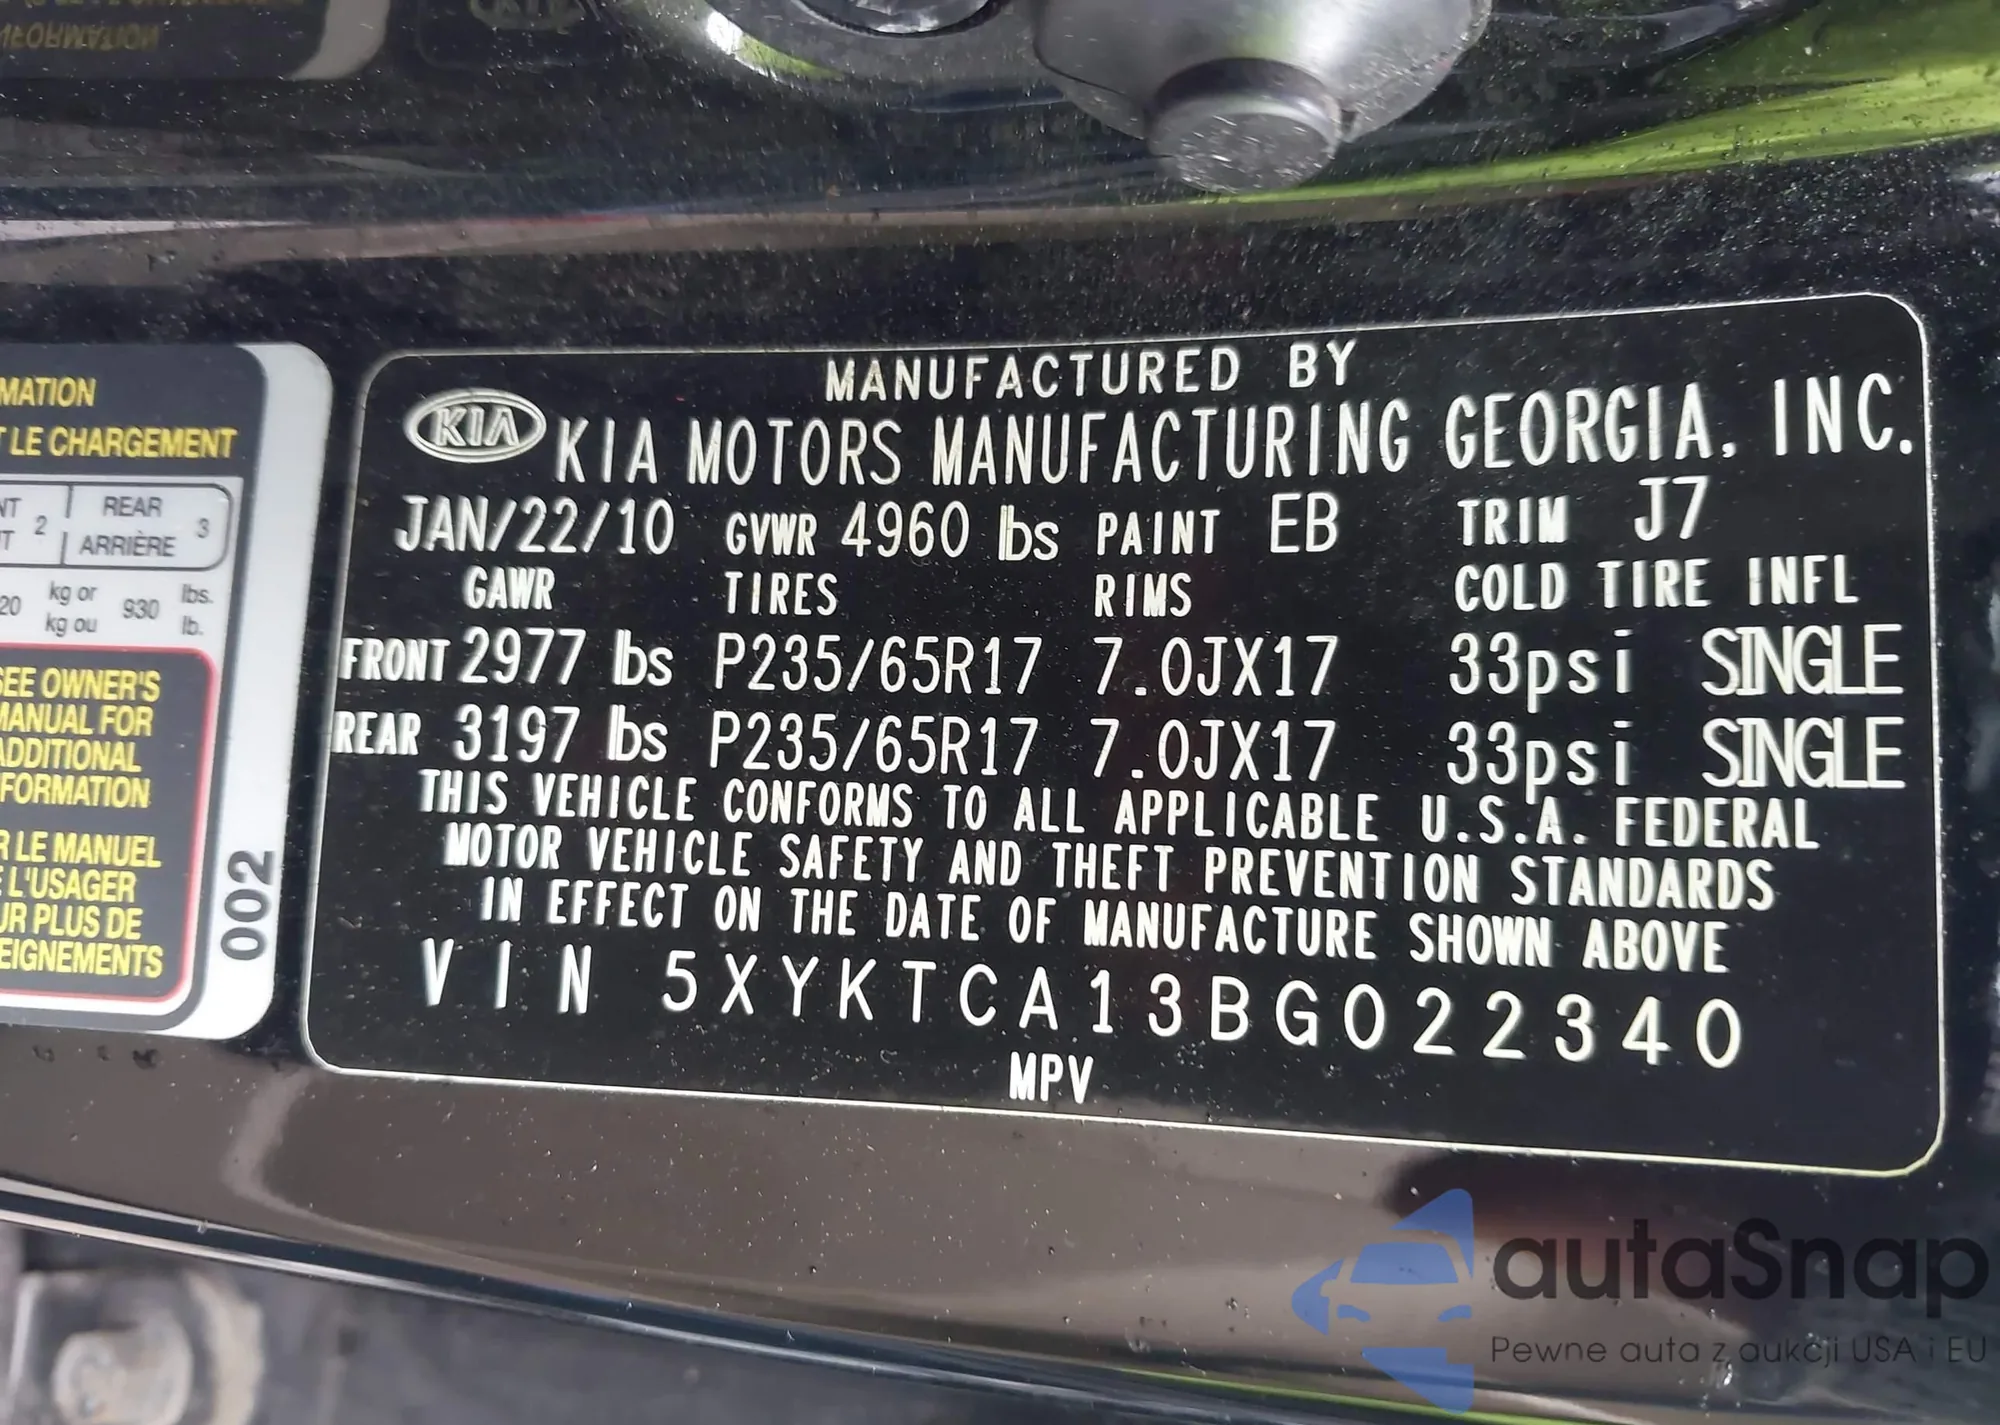 MATION
T LE CHARGEMENT
NT 2 REAR 3
T ARRIÈRE
20 kg or 930 lbs.
kg ou lb.
SEE OWNER'S
MANUAL FOR
ADDITIONAL
FORMATION
R LE MANUEL
L'USAGER
UR PLUS DE
EIGNEMENTS
002
MANUFACTURED BY
KIA KIA MOTORS MANUFACTURING GEORGIA, INC.
JAN/22/10 GVWR 4960 lbs PAINT EB TRIM J7
GAWR TIRES RIMS COLD TIRE INFL
FRONT 2977 lbs P235/65R17 7.0JX17 33psi SINGLE
REAR 3197 lbs P235/65R17 7.0JX17 33psi SINGLE
THIS VEHICLE CONFORMS TO ALL APPLICABLE U.S.A. FEDERAL
MOTOR VEHICLE SAFETY AND THEFT PREVENTION STANDARDS
IN EFFECT ON THE DATE OF MANUFACTURE SHOWN ABOVE
VIN 5XYKTCA13BG022340
MPV
autaSnap
Pewne auta z aukcji USA i EU